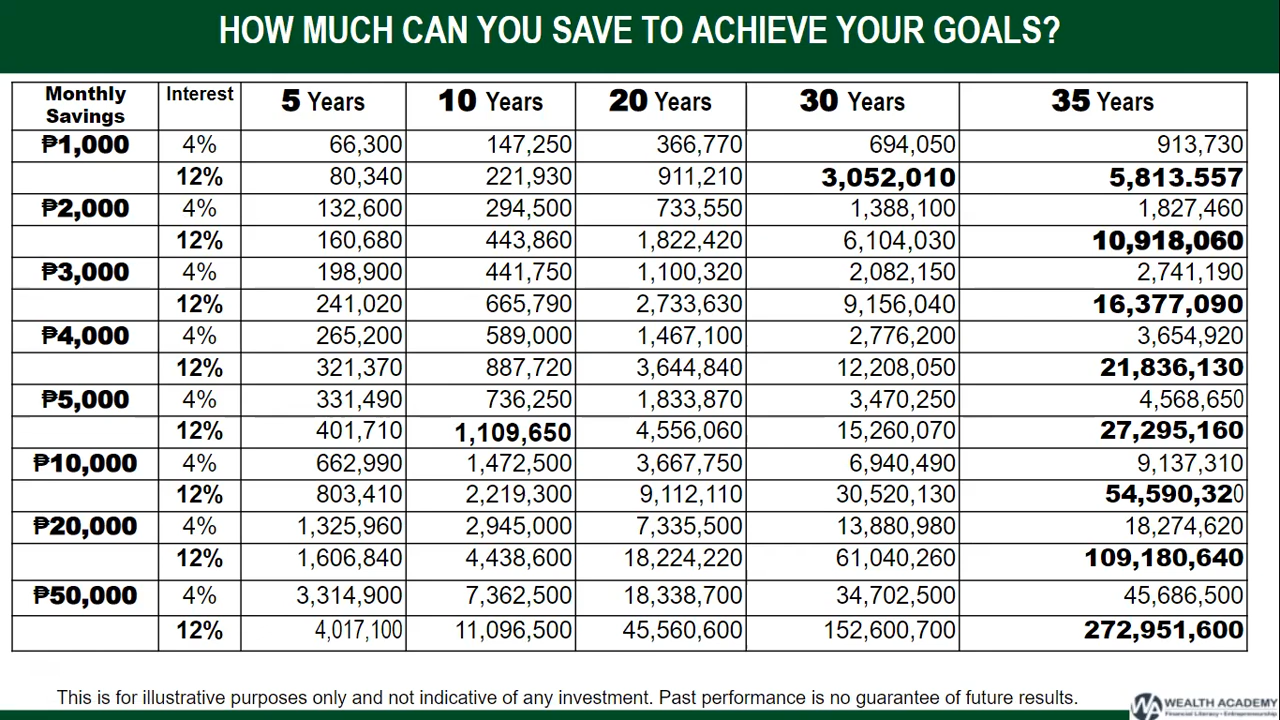 HOW MUCH CAN YOU SAVE TO ACHIEVE YOUR GOALS?
Monthly Savings Interest 5 Years 10 Years 20 Years 30 Years 35 Years
₱1,000 4% 66,300 147,250 366,770 694,050 913,730
12% 80,340 221,930 911,210 3,052,010 5,813.557
₱2,000 4% 132,600 294,500 733,550 1,388,100 1,827,460
12% 160,680 443,860 1,822,420 6,104,030 10,918,060
₱3,000 4% 198,900 441,750 1,100,320 2,082,150 2,741,190
12% 241,020 665,790 2,733,630 9,156,040 16,377,090
₱4,000 4% 265,200 589,000 1,467,100 2,776,200 3,654,920
12% 321,370 887,720 3,644,840 12,208,050 21,836,130
₱5,000 4% 331,490 736,250 1,833,870 3,470,250 4,568,650
12% 401,710 1,109,650 4,556,060 15,260,070 27,295,160
₱10,000 4% 662,990 1,472,500 3,667,750 6,940,490 9,137,310
12% 803,410 2,219,300 9,112,110 30,520,130 54,590,320
₱20,000 4% 1,325,960 2,945,000 7,335,500 13,880,980 18,274,620
12% 1,606,840 4,438,600 18,224,220 61,040,260 109,180,640
₱50,000 4% 3,314,900 7,362,500 18,338,700 34,702,500 45,686,500
12% 4,017,100 11,096,500 45,560,600 152,600,700 272,951,600
This is for illustrative purposes only and not indicative of any investment. Past performance is no guarantee of future results.
WA WEALTH ACADEMY
Financial Literacy - Entrepreneurship